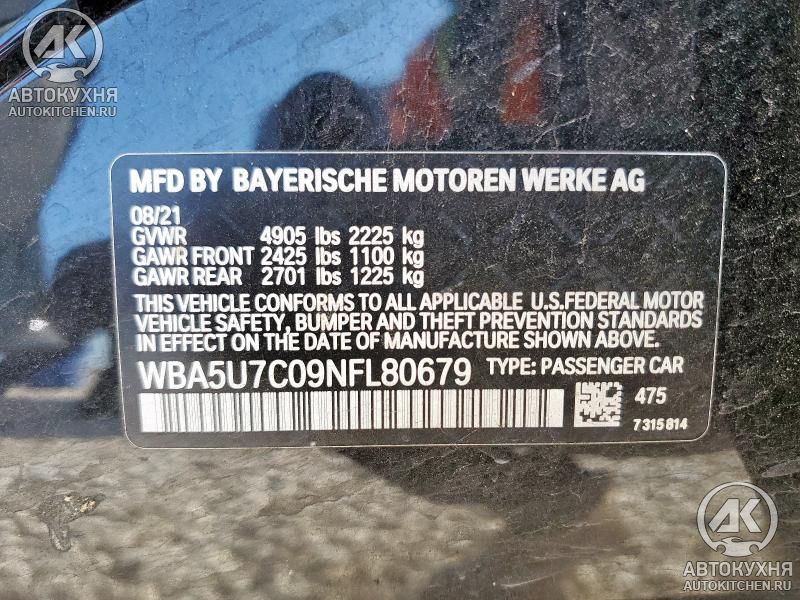 АК
АВТОКУХНЯ
AUTOKITCHEN.RU
MFD BY BAYERISCHE MOTOREN WERKE AG
08/21
GVWR 4905 lbs 2225 kg
GAWR FRONT 2425 lbs 1100 kg
GAWR REAR 2701 lbs 1225 kg
THIS VEHICLE CONFORMS TO ALL APPLICABLE U.S.FEDERAL MOTOR
VEHICLE SAFETY, BUMPER AND THEFT PREVENTION STANDARDS
IN EFFECT ON THE DATE OF MANUFACTURE SHOWN ABOVE.
WBA5U7C09NFL80679 TYPE: PASSENGER CAR
475
7 315 814
АК
АВТОКУХНЯ
AUTOKITCHEN.RU